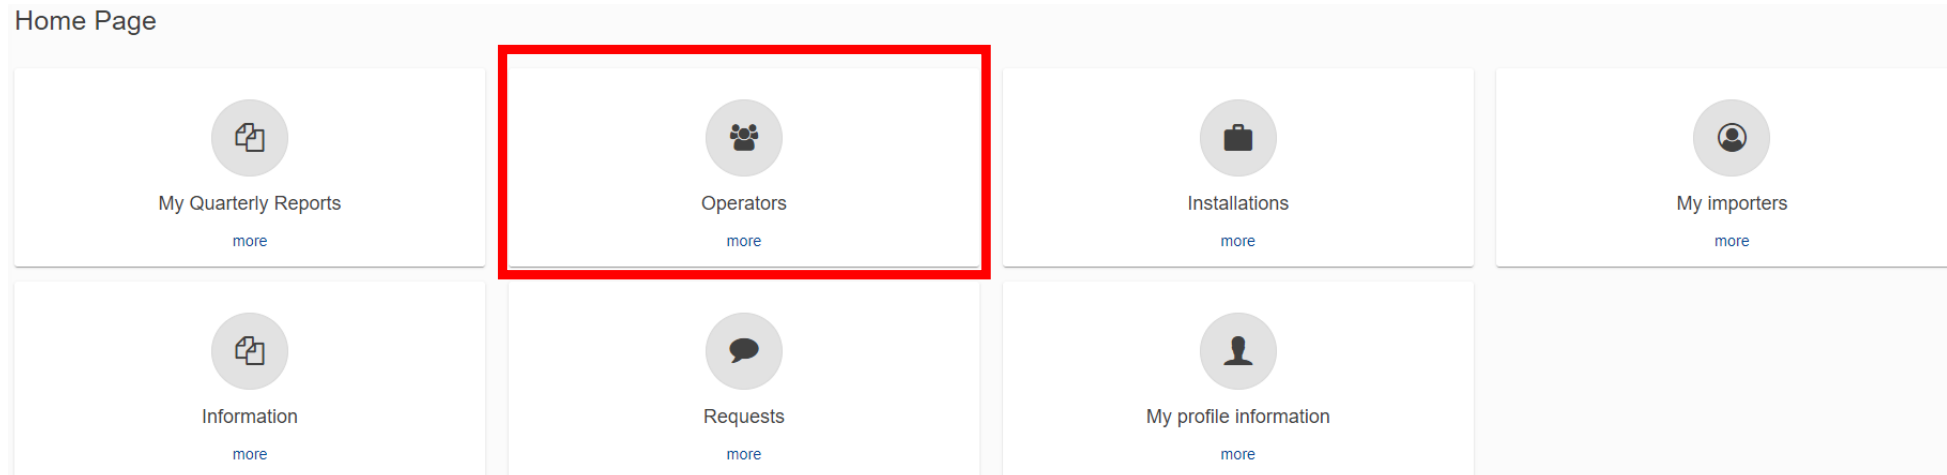 Home Page
My Quarterly Reports
more
Operators
more
Installations
more
My importers
more
Information
more
Requests
more
My profile information
more